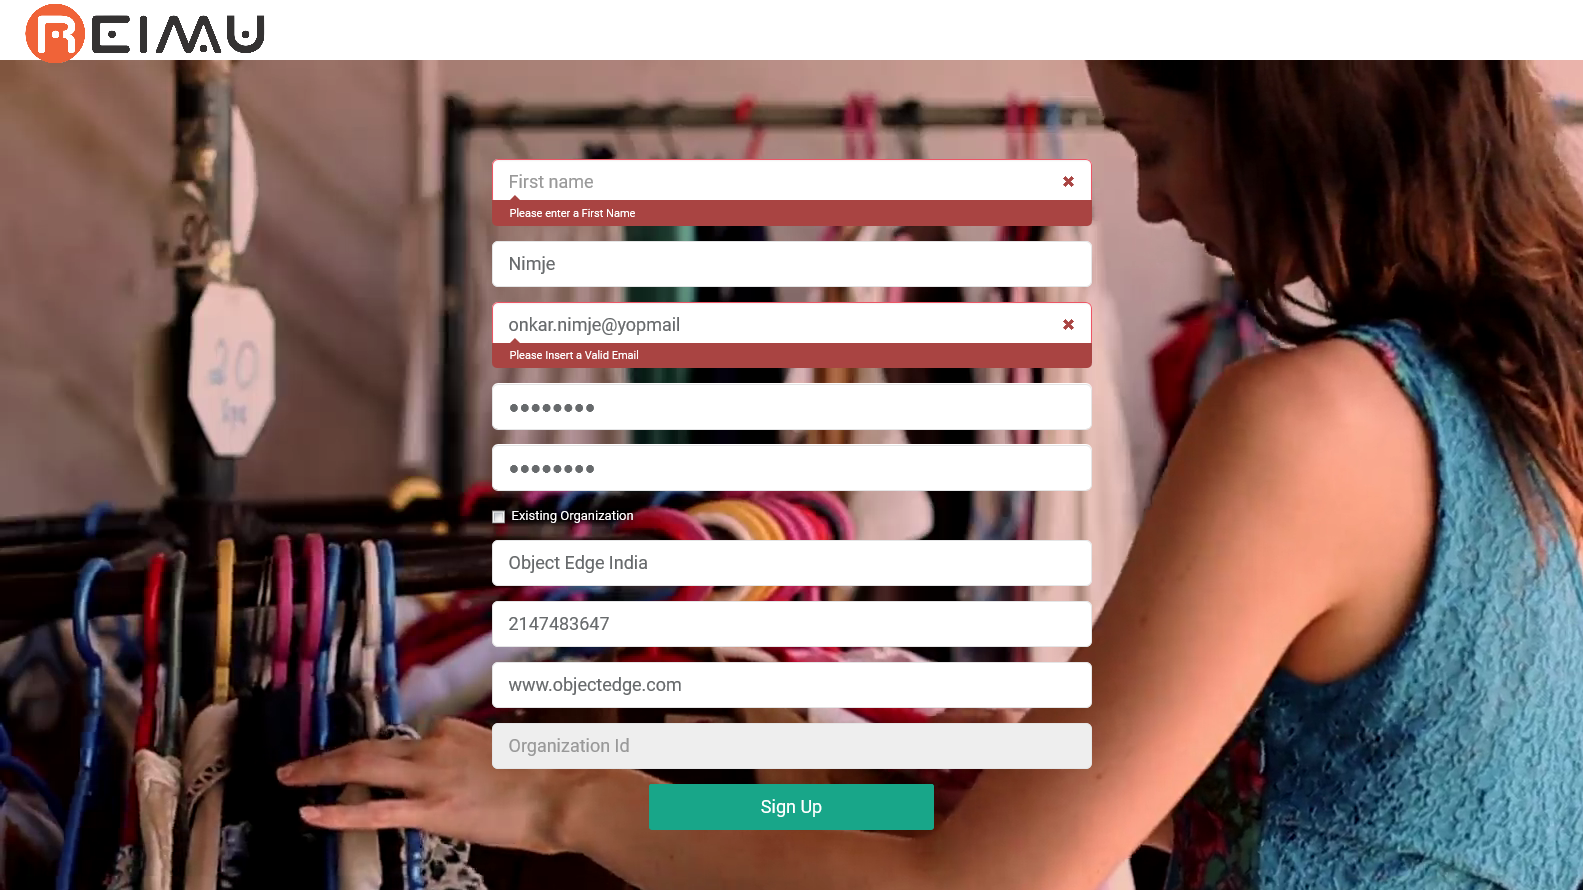 REIMU
First name
Please enter a First Name
Nimje
onkar.nimje@yopmail
Please Insert a Valid Email
●●●●●●●●
●●●●●●●●
Existing Organization
Object Edge India
2147483647
www.objectedge.com
Organization Id
Sign Up
20